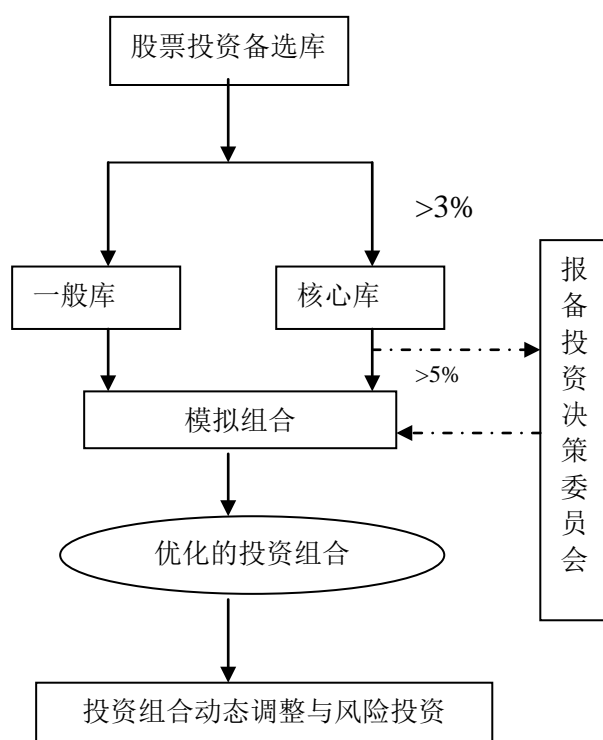 股票投资备选库
>3%
一般库
核心库
>5%
报备投资决策委员会
模拟组合
优化的投资组合
投资组合动态调整与风险投资